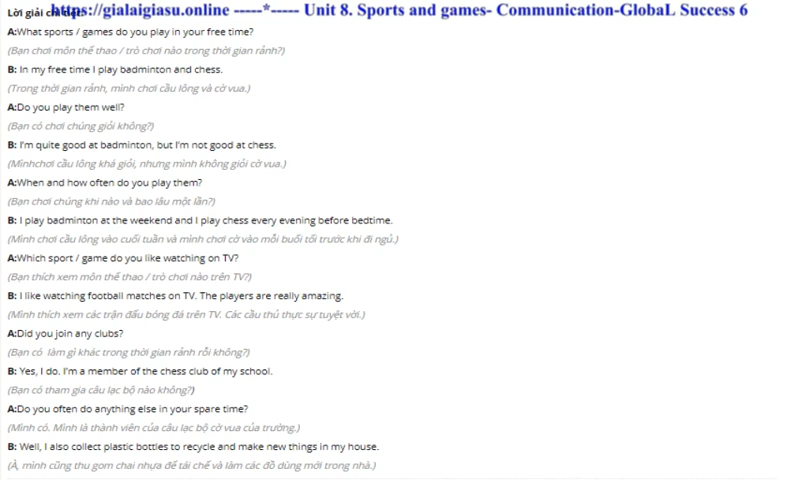 Lời giải chi tiết: https://gialaigiasu.online -----*----- Unit 8. Sports and games- Communication-GlobaL Success 6
A:What sports / games do you play in your free time?
(Bạn chơi môn thể thao / trò chơi nào trong thời gian rảnh?)
B: In my free time I play badminton and chess.
(Trong thời gian rảnh, mình chơi cầu lông và cờ vua.)
A:Do you play them well?
(Bạn có chơi chúng giỏi không?)
B: I'm quite good at badminton, but I'm not good at chess.
(Mìnhchơi cầu lông khá giỏi, nhưng mình không giỏi cờ vua.)
A:When and how often do you play them?
(Bạn chơi chúng khi nào và bao lâu một lần?)
B: I play badminton at the weekend and I play chess every evening before bedtime.
(Mình chơi cầu lông vào cuối tuần và mình chơi cờ vào mỗi buổi tối trước khi đi ngủ.)
A:Which sport / game do you like watching on TV?
(Bạn thích xem môn thể thao / trò chơi nào trên TV?)
B: I like watching football matches on TV. The players are really amazing.
(Mình thích xem các trận đấu bóng đá trên TV. Các cầu thủ thực sự tuyệt vời.)
A:Did you join any clubs?
(Bạn có làm gì khác trong thời gian rảnh rỗi không?)
B: Yes, I do. I'm a member of the chess club of my school.
(Bạn có tham gia câu lạc bộ nào không?)
A:Do you often do anything else in your spare time?
(Mình có. Mình là thành viên của câu lạc bộ cờ vua của trường.)
B: Well, I also collect plastic bottles to recycle and make new things in my house.
(À, mình cũng thu gom chai nhựa để tái chế và làm các đồ dùng mới trong nhà.)